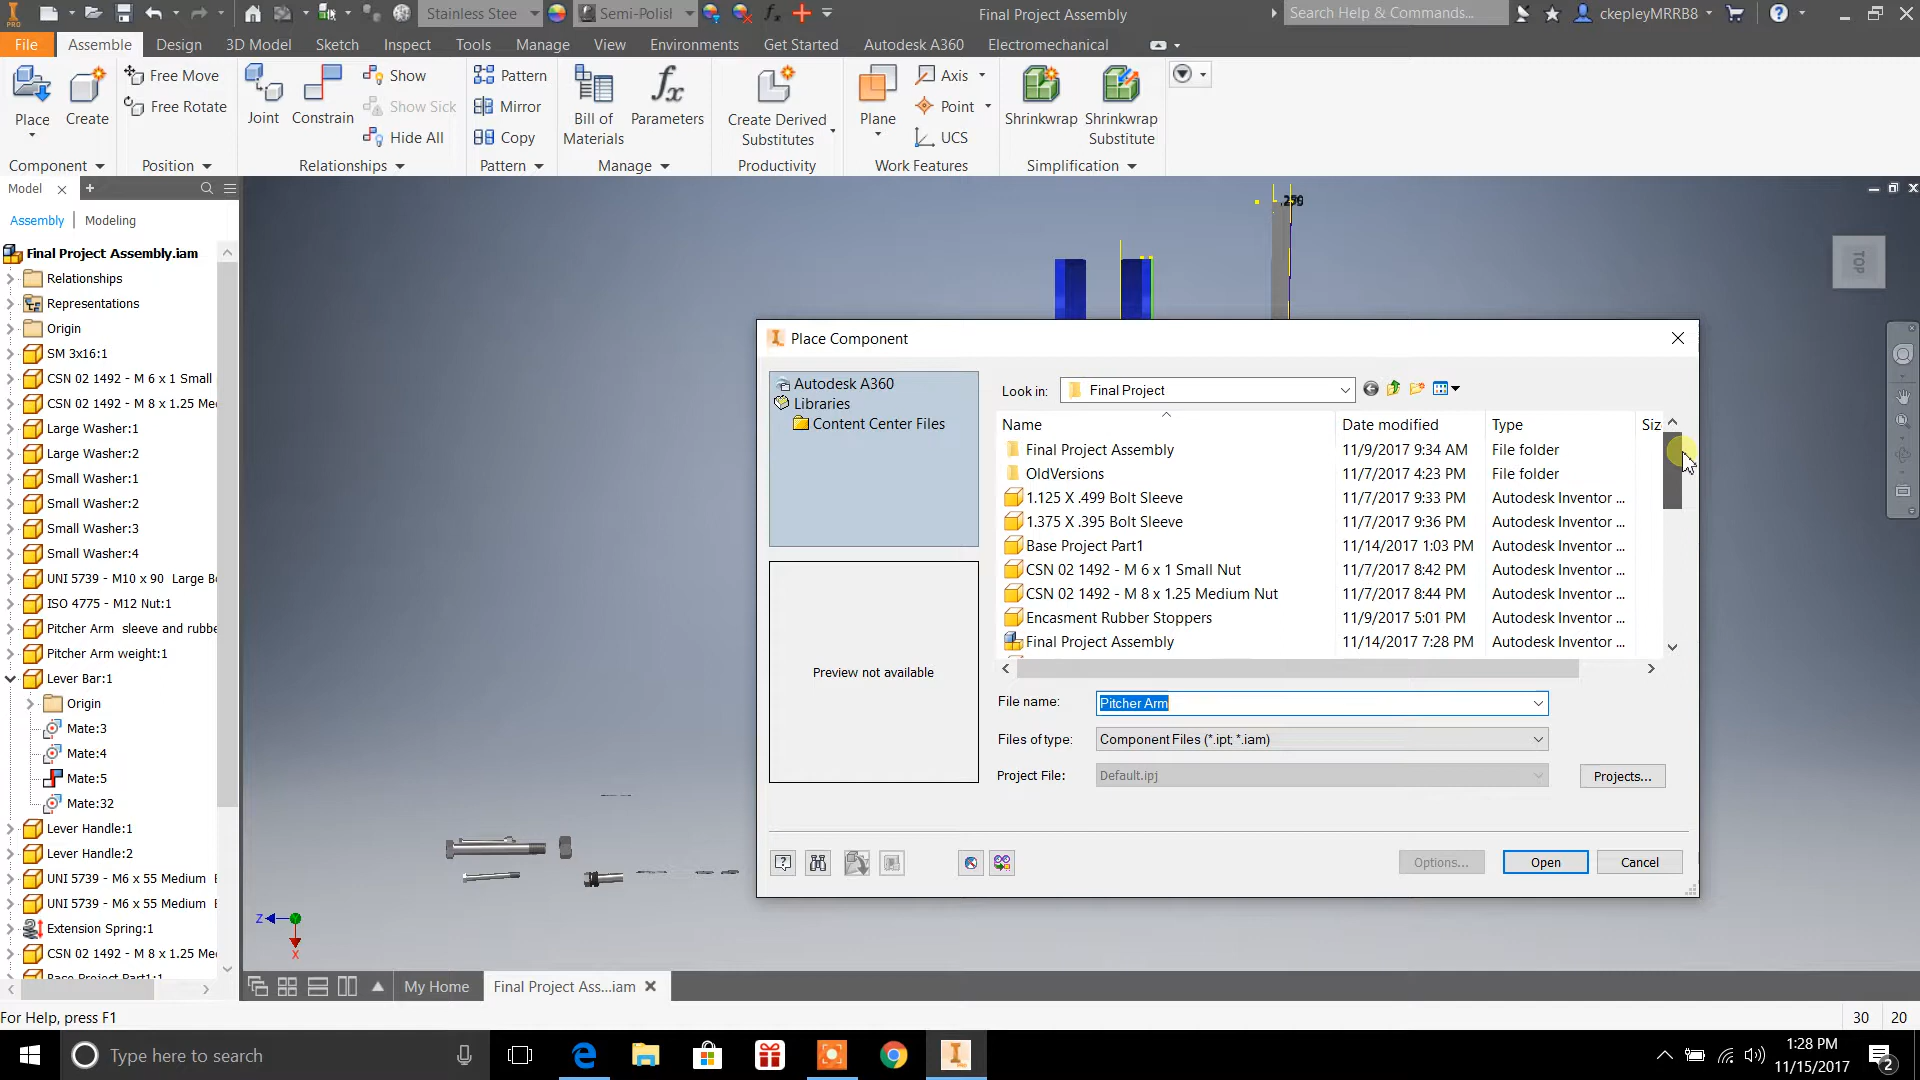 PRO Stainless Steel Semi-Polisl fx Final Project Assembly Search Help & Commands... ckepleyMRRB8
File Assemble Design 3D Model Sketch Inspect Tools Manage View Environments Get Started Autodesk A360 Electromechanical
Place Create Free Move Free Rotate Joint Constrain Show Show Sick Hide All Pattern Mirror Copy
Bill of Materials Parameters Create Derived Substitutes Plane Axis Point UCS Shrinkwrap Shrinkwrap Substitute
Component Position Relationships Pattern Manage Productivity Work Features Simplification
Model
Assembly Modeling
Final Project Assembly.iam
Relationships
Representations
Origin
SM 3x16:1
CSN 02 1492 - M 6 x 1 Small
CSN 02 1492 - M 8 x 1.25 Me
Large Washer:1
Large Washer:2
Small Washer:1
Small Washer:2
Small Washer:3
Small Washer:4
UNI 5739 - M10 x 90 Large B
ISO 4775 - M12 Nut:1
Pitcher Arm sleeve and rubbe
Pitcher Arm weight:1
Lever Bar:1
Origin
Mate:3
Mate:4
Mate:5
Mate:32
Lever Handle:1
Lever Handle:2
UNI 5739 - M6 x 55 Medium B
UNI 5739 - M6 x 55 Medium B
Extension Spring:1
CSN 02 1492 - M 8 x 1.25 Me
Base Project Part1:1
TOP
Z
X
Place Component
Autodesk A360
Libraries
Content Center Files
Preview not available
Look in: Final Project
Name Date modified Type Siz
Final Project Assembly 11/9/2017 9:34 AM File folder
OldVersions 11/7/2017 4:23 PM File folder
1.125 X .499 Bolt Sleeve 11/7/2017 9:33 PM Autodesk Inventor ...
1.375 X .395 Bolt Sleeve 11/7/2017 9:36 PM Autodesk Inventor ...
Base Project Part1 11/14/2017 1:03 PM Autodesk Inventor ...
CSN 02 1492 - M 6 x 1 Small Nut 11/7/2017 8:42 PM Autodesk Inventor ...
CSN 02 1492 - M 8 x 1.25 Medium Nut 11/7/2017 8:44 PM Autodesk Inventor ...
Encasment Rubber Stoppers 11/9/2017 5:01 PM Autodesk Inventor ...
Final Project Assembly 11/14/2017 7:28 PM Autodesk Inventor ...
File name: Pitcher Arm
Files of type: Component Files (*.ipt; *.iam)
Project File: Default.ipj Projects...
Options... Open Cancel
My Home Final Project Ass...iam
For Help, press F1 30 20
Type here to search
1:28 PM
11/15/2017
2